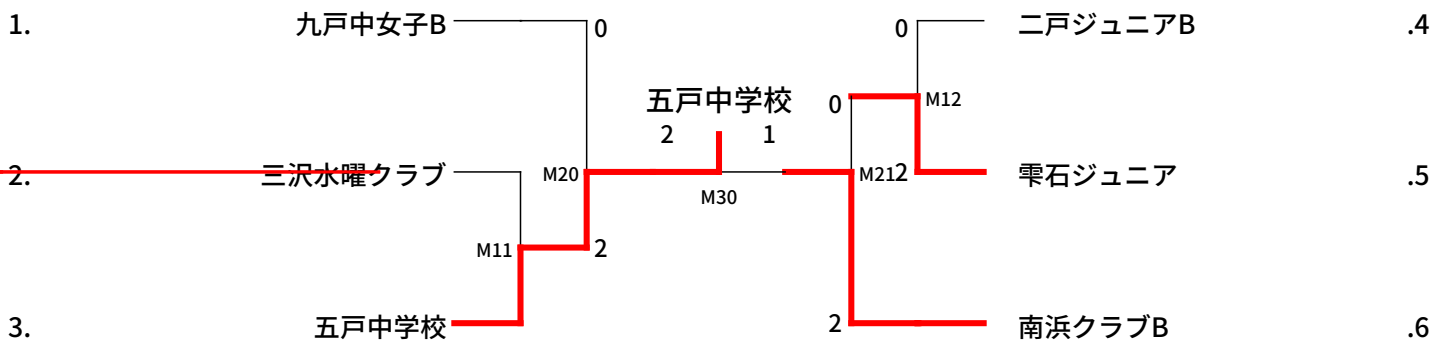 1. 九戸中女子B 0 0 二戸ジュニアB .4
五戸中学校 0 M12
2 1
2. 三沢水曜クラブ M20 M21 2 雫石ジュニア .5
M30
M11 2
3. 五戸中学校 2 南浜クラブB .6